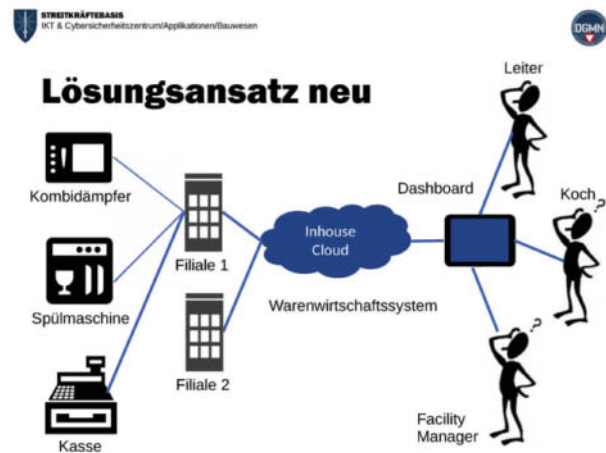 STREITKRÄFTEBASIS
IKT & Cybersicherheitszentrum/Applikationen/Bauwesen
DGMN
Lösungsansatz neu
Leiter
Kombidämpfer
Dashboard
Koch
?
Inhouse
Cloud
Filiale 1
Spülmaschine
Warenwirtschaftssystem
?
Filiale 2
Facility
Manager
Kasse